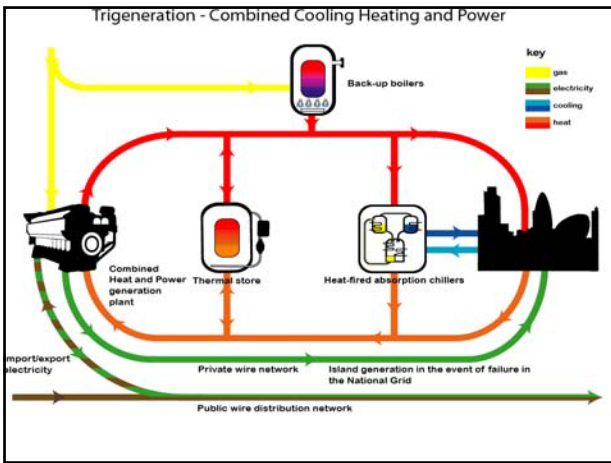 Trigeneration - Combined Cooling Heating and Power
key
gas
electricity
cooling
heat
Back-up boilers
Combined
Heat and Power
generation
plant
Thermal store
Heat-fired absorption chillers
mport/export
electricity
Private wire network
Island generation in the event of failure in
the National Grid
Public wire distribution network